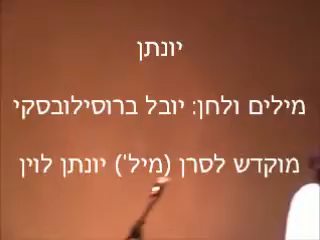 יונתן
מילים ולחן: יובל ברוסילובסקי
מוקדש לסרן (מיל') יונתן לוין